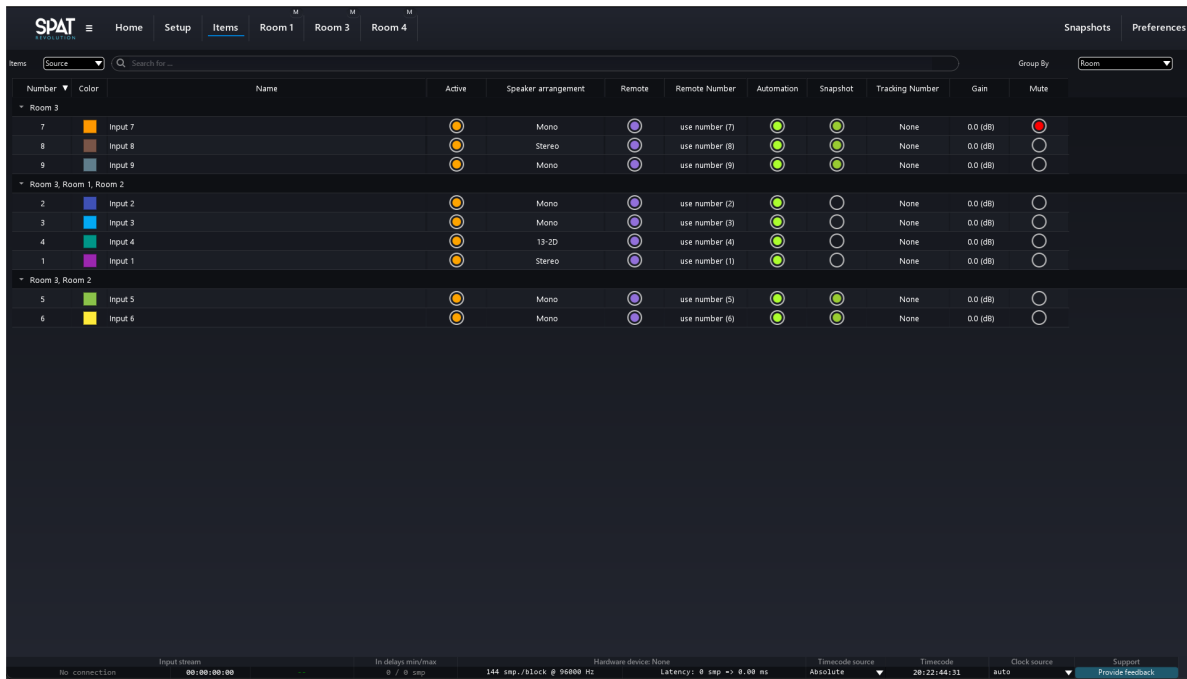 M M M
SPAT REVOLUTION Home Setup Items Room 1 Room 3 Room 4 Snapshots Preferences
Items Source Search for ... Group By Room
Number Color Name Active Speaker arrangement Remote Remote Number Automation Snapshot Tracking Number Gain Mute
Room 3
7 Input 7 Mono use number (7) None 0.0 (dB)
8 Input 8 Stereo use number (8) None 0.0 (dB)
9 Input 9 Mono use number (9) None 0.0 (dB)
Room 3, Room 1, Room 2
2 Input 2 Mono use number (2) None 0.0 (dB)
3 Input 3 Mono use number (3) None 0.0 (dB)
4 Input 4 13-2D use number (4) None 0.0 (dB)
1 Input 1 Stereo use number (1) None 0.0 (dB)
Room 3, Room 2
5 Input 5 Mono use number (5) None 0.0 (dB)
6 Input 6 Mono use number (6) None 0.0 (dB)
Input stream In delays min/max Hardware device: None Timecode source Timecode Clock source Support
No connection 00:00:00:00 -- 0 / 0 smp 144 smp./block @ 96000 Hz Latency: 0 smp => 0.00 ms Absolute 20:22:44:31 auto Provide feedback